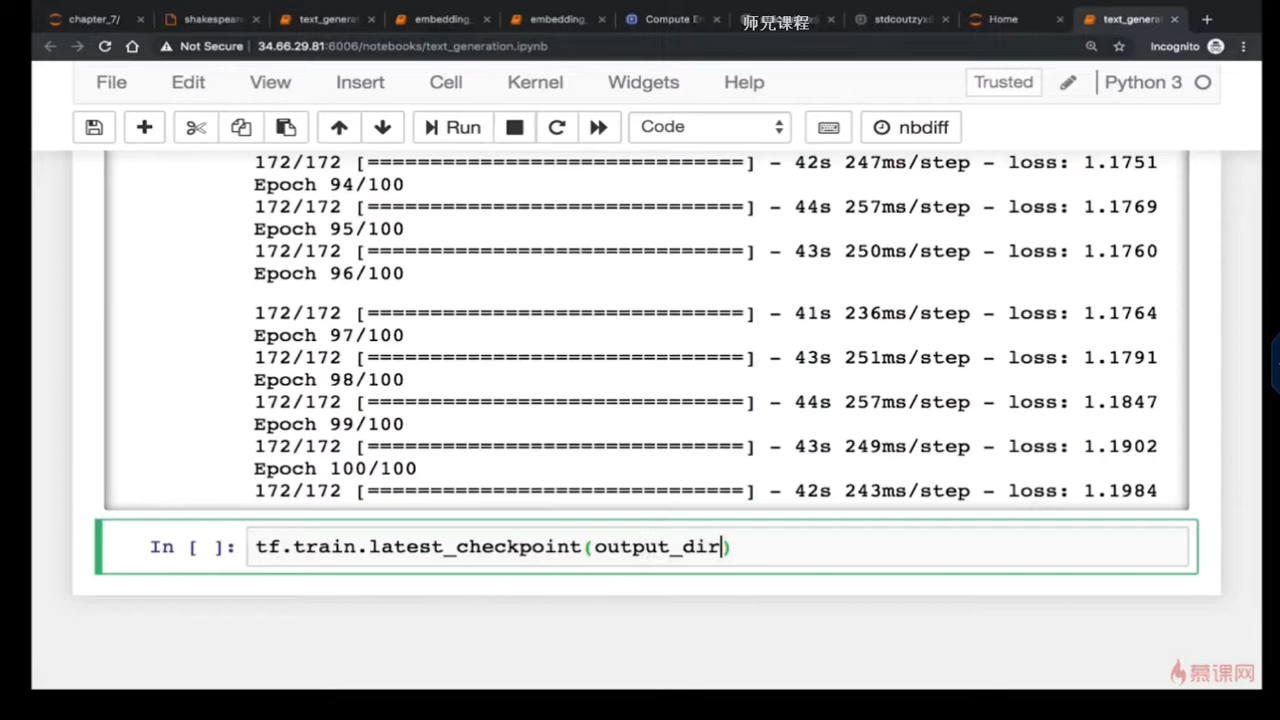 chapter_7/
shakespear
text_genera
embedding_
embedding_
Compute En
师兄课程
stdcoutzyx
Home
text_genera
Not Secure
34.66.29.81:6006/notebooks/text_generation.ipynb
Incognito
File Edit View Insert Cell Kernel Widgets Help
Trusted
Python 3
Run
Code
nbdiff
172/172 [==============================] - 42s 247ms/step - loss: 1.1751
Epoch 94/100
172/172 [==============================] - 44s 257ms/step - loss: 1.1769
Epoch 95/100
172/172 [==============================] - 43s 250ms/step - loss: 1.1760
Epoch 96/100
172/172 [==============================] - 41s 236ms/step - loss: 1.1764
Epoch 97/100
172/172 [==============================] - 43s 251ms/step - loss: 1.1791
Epoch 98/100
172/172 [==============================] - 44s 257ms/step - loss: 1.1847
Epoch 99/100
172/172 [==============================] - 43s 249ms/step - loss: 1.1902
Epoch 100/100
172/172 [==============================] - 42s 243ms/step - loss: 1.1984
In [ ]: tf.train.latest_checkpoint(output_dir)
慕课网